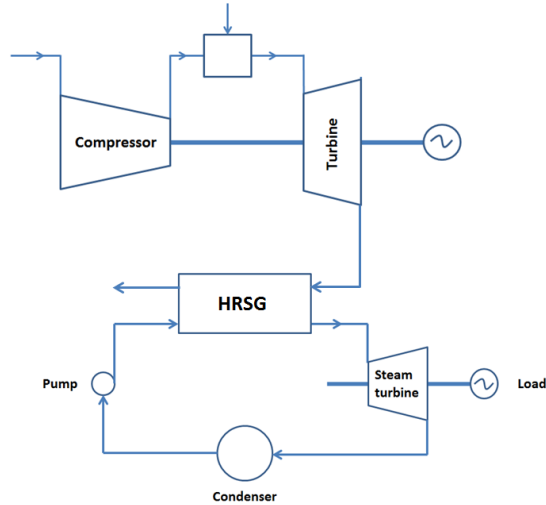 Compressor
Turbine
HRSG
Steam
turbine
Pump
Load
Condenser